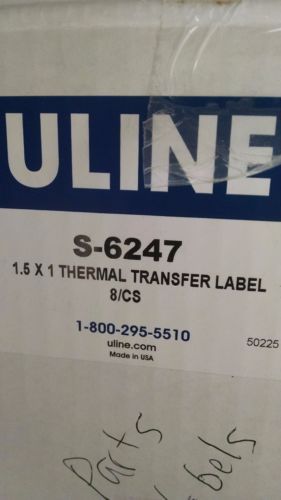 ULINE
S-6247
1.5 X 1 THERMAL TRANSFER LABEL
8/CS
1-800-295-5510
uline.com
50225
Made in USA
Parts